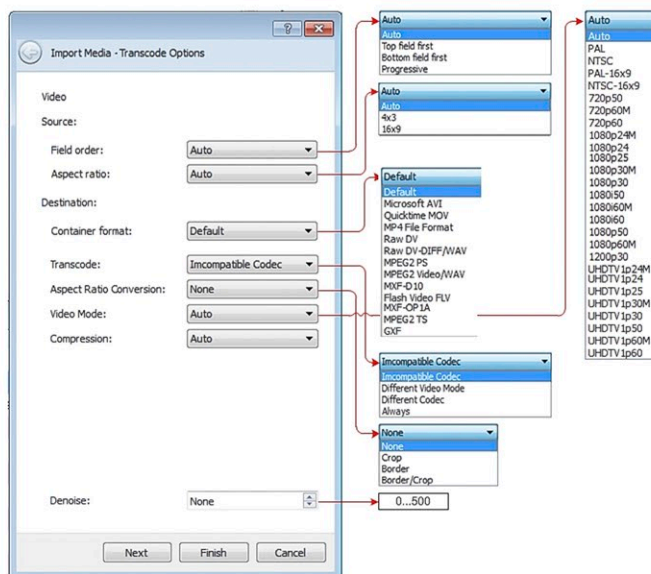 Import Media - Transcode Options
Video
Source:
Field order: Auto
Aspect ratio: Auto
Destination:
Container format: Default
Transcode: Imcompatible Codec
Aspect Ratio Conversion: None
Video Mode: Auto
Compression: Auto
Denoise: None
Next Finish Cancel
Auto
Auto
Top field first
Bottom field first
Progressive
Auto
Auto
4x3
16x9
Default
Default
Microsoft AVI
Quicktime MOV
MP4 File Format
Raw DV
Raw DV-DIFF/WAV
MPEG2 PS
MPEG2 Video/WAV
MXF-D10
Flash Video FLV
MXF-OP1A
MPEG2 TS
GXF
Imcompatible Codec
Imcompatible Codec
Different Video Mode
Different Codec
Always
None
None
Crop
Border
Border/Crop
0...500
Auto
Auto
PAL
NTSC
PAL-16x9
NTSC-16x9
720p50
720p60M
720p60
1080p24M
1080p24
1080p25
1080p30M
1080p30
1080i50
1080i60M
1080i60
1080p50
1080p60M
1200p30
UHDTV1p24M
UHDTV1p24
UHDTV1p25
UHDTV1p30M
UHDTV1p30
UHDTV1p50
UHDTV1p60M
UHDTV1p60